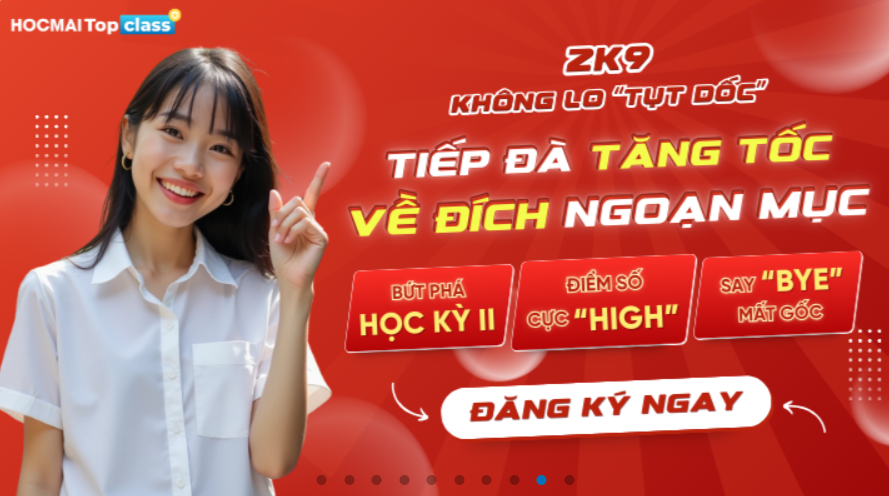 HOCMAI Top class
2K9
KHÔNG LO “TỤT DỐC”
TIẾP ĐÀ TĂNG TỐC
VỀ ĐÍCH NGOẠN MỤC
BỨT PHÁ
HỌC KỲ II
ĐIỂM SỐ
CỰC “HIGH”
SAY “BYE”
MẤT GỐC
ĐĂNG KÝ NGAY